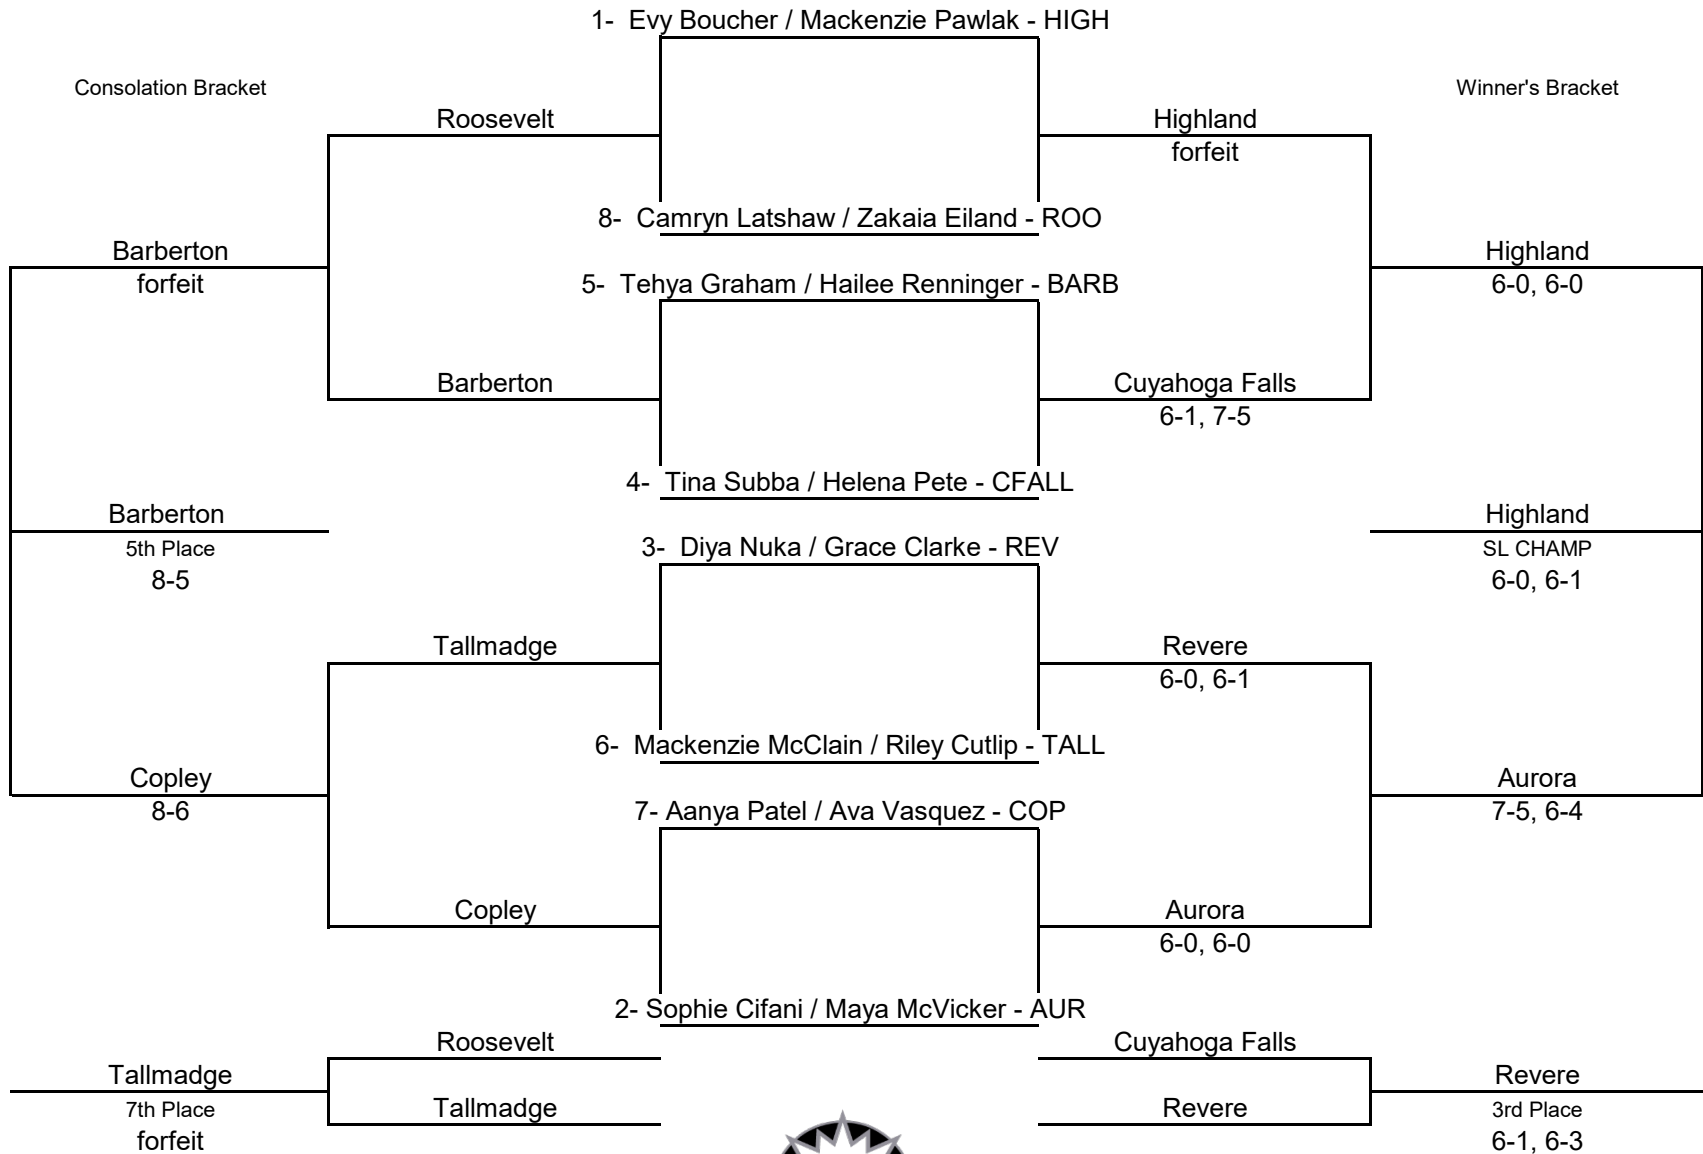 1- Evy Boucher / Mackenzie Pawlak - HIGH
Consolation Bracket
Winner's Bracket
Roosevelt
Highland
forfeit
8- Camryn Latshaw / Zakaia Eiland - ROO
Barberton
forfeit
Highland
6-0, 6-0
5- Tehya Graham / Hailee Renninger - BARB
Barberton
Cuyahoga Falls
6-1, 7-5
4- Tina Subba / Helena Pete - CFALL
Barberton
5th Place
8-5
Highland
SL CHAMP
6-0, 6-1
3- Diya Nuka / Grace Clarke - REV
Tallmadge
Revere
6-0, 6-1
6- Mackenzie McClain / Riley Cutlip - TALL
Copley
8-6
Aurora
7-5, 6-4
7- Aanya Patel / Ava Vasquez - COP
Copley
Aurora
6-0, 6-0
2- Sophie Cifani / Maya McVicker - AUR
Roosevelt
Cuyahoga Falls
Tallmadge
7th Place
forfeit
Tallmadge
Revere
Revere
3rd Place
6-1, 6-3